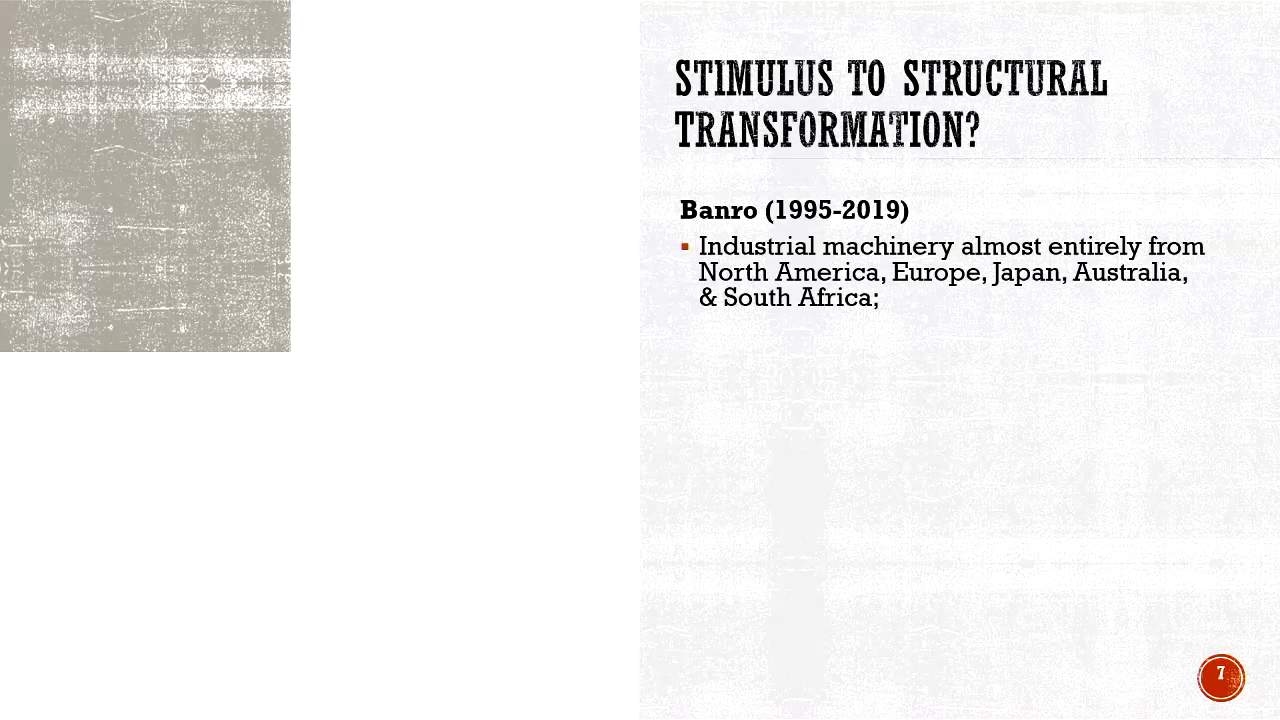 STIMULUS TO STRUCTURAL
TRANSFORMATION?
Banro (1995-2019)
▪ Industrial machinery almost entirely from
North America, Europe, Japan, Australia,
& South Africa;
7